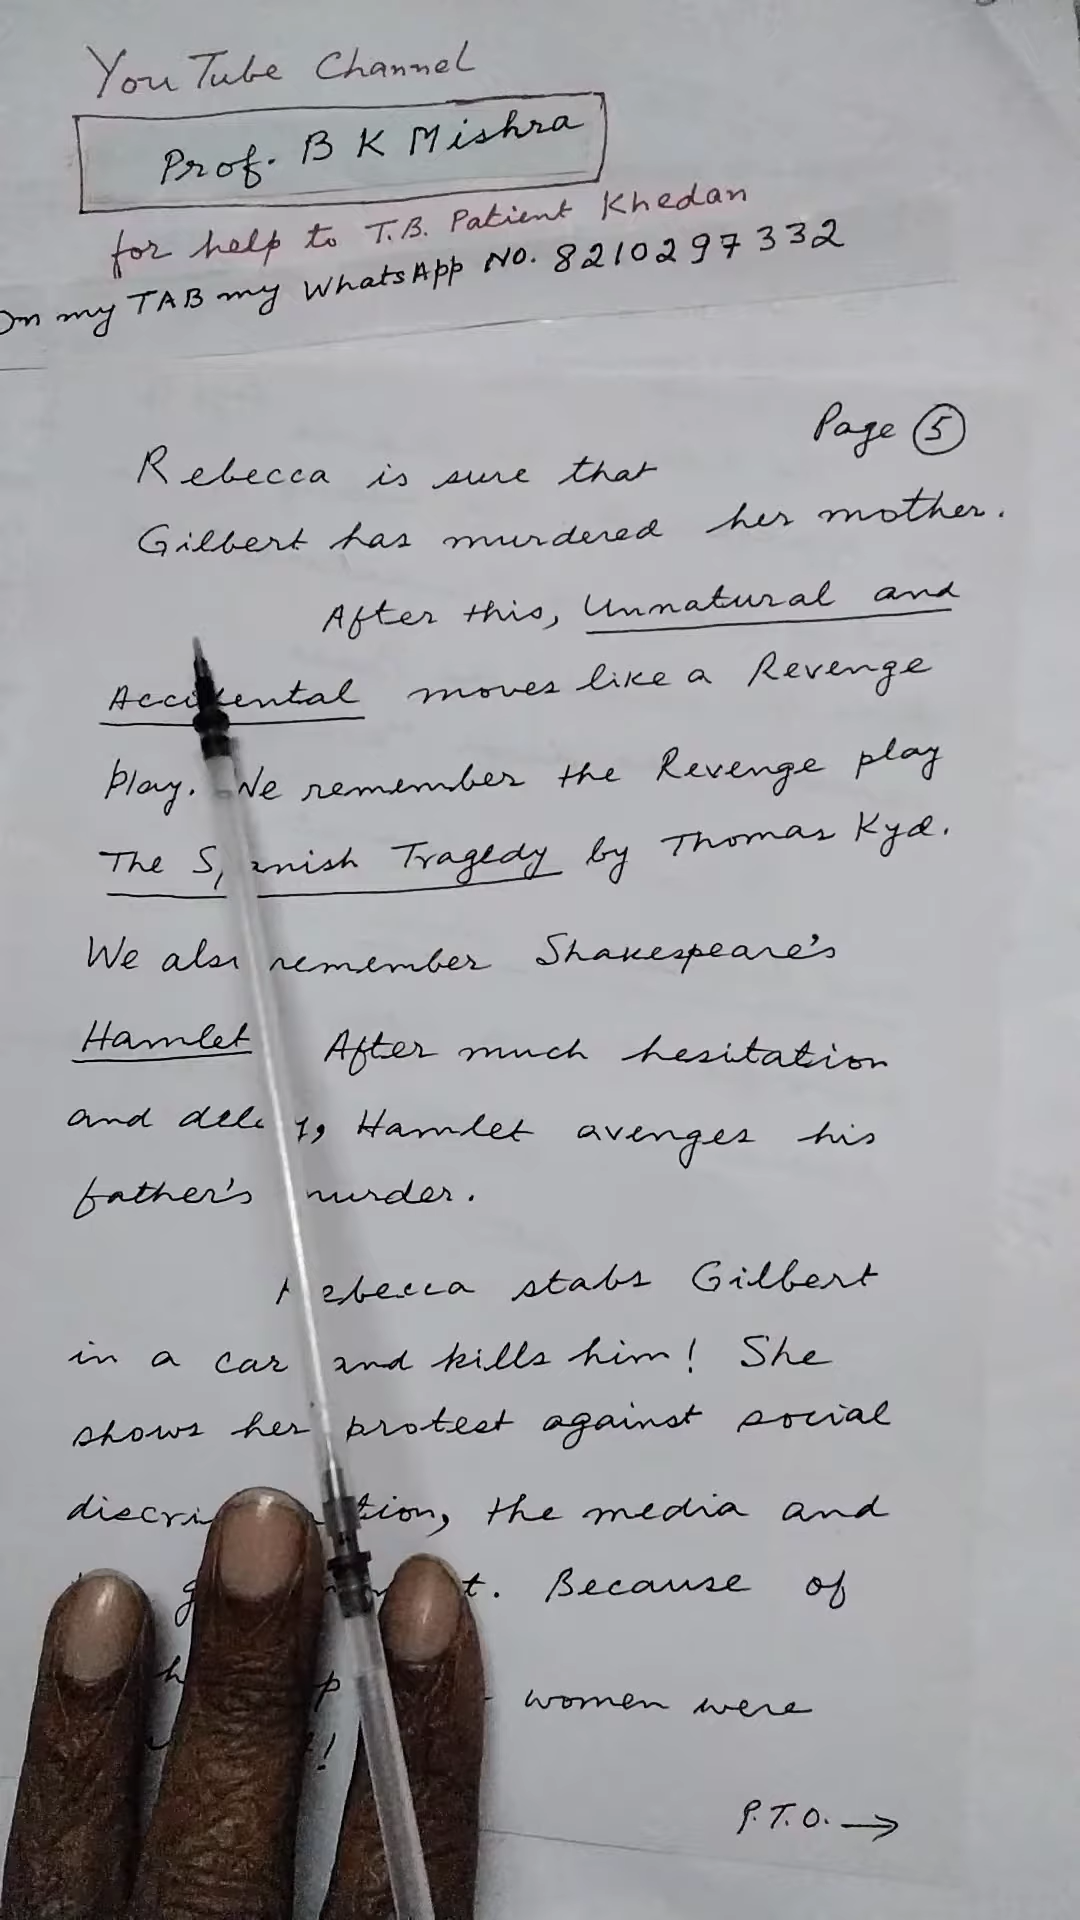 YouTube Channel
Prof. B K Mishra
for help to T.B. Patient Khedan
On my TAB my WhatsApp NO. 8210297332
Page 5
Rebecca is sure that
Gilbert has murdered her mother.
After this, Unnatural and
Accidental moves like a Revenge
play. We remember the Revenge play
The Spanish Tragedy by Thomas Kyd.
We also remember Shakespeare's
Hamlet After much hesitation
and delay, Hamlet avenges his
father's murder.
Rebecca stabs Gilbert
in a car and kills him! She
shows her protest against social
discrimination, the media and
Because of
women were
P.T.O. →